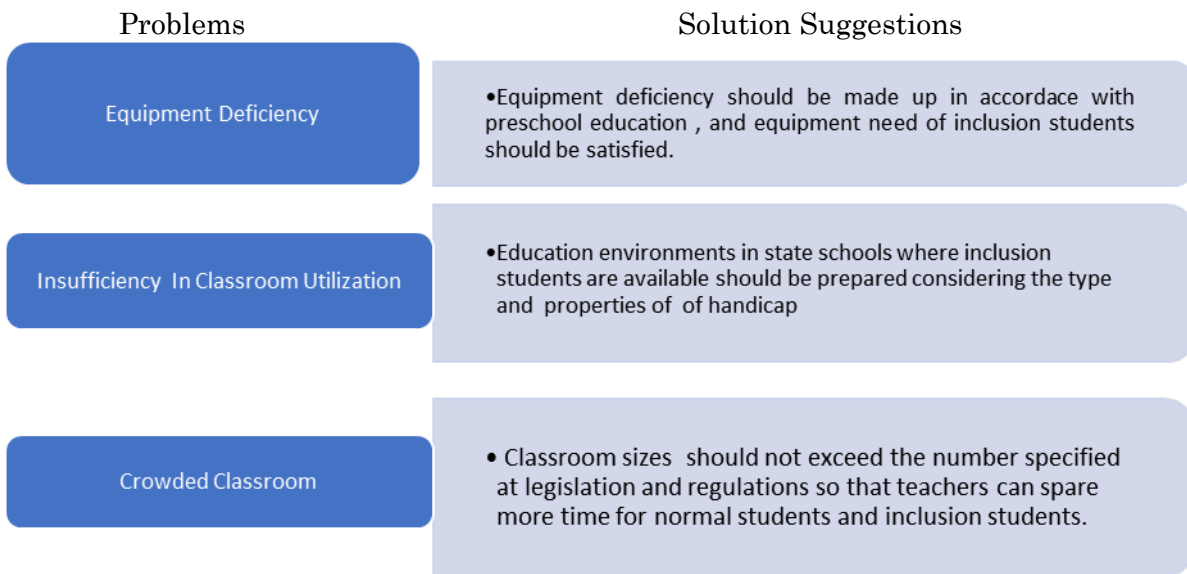 Problems
Solution Suggestions
Equipment Deficiency
•Equipment deficiency should be made up in accordace with
preschool education , and equipment need of inclusion students
should be satisfied.
Insufficiency In Classroom Utilization
•Education environments in state schools where inclusion
students are available should be prepared considering the type
and properties of of handicap
Crowded Classroom
• Classroom sizes should not exceed the number specified
at legislation and regulations so that teachers can spare
more time for normal students and inclusion students.